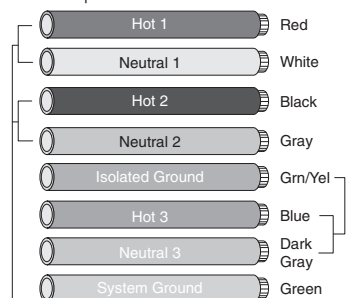 Hot 1 Red
Neutral 1 White
Hot 2 Black
Neutral 2 Gray
Isolated Ground Grn/Yel
Hot 3 Blue
Neutral 3 Dark Gray
System Ground Green